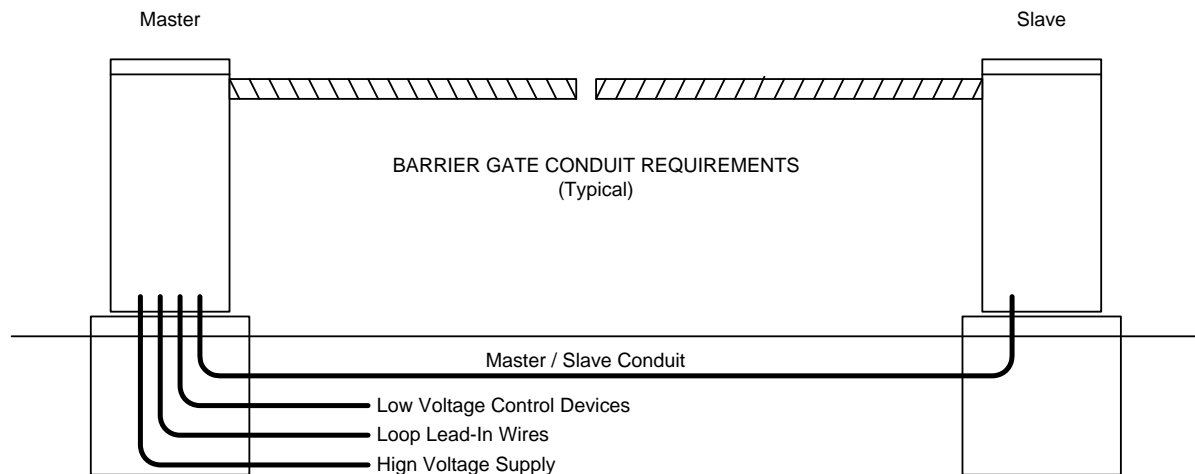 Master
Slave
BARRIER GATE CONDUIT REQUIREMENTS
(Typical)
Master / Slave Conduit
Low Voltage Control Devices
Loop Lead-In Wires
Hign Voltage Supply